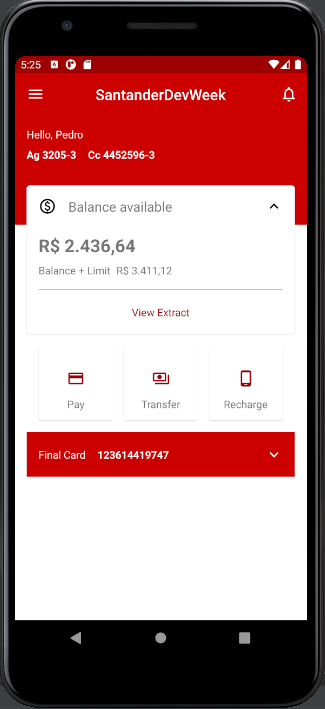 5:25
SantanderDevWeek
Hello, Pedro
Ag 3205-3 Cc 4452596-3
Balance available
R$ 2.436,64
Balance + Limit R$ 3.411,12
View Extract
Pay Transfer Recharge
Final Card 123614419747